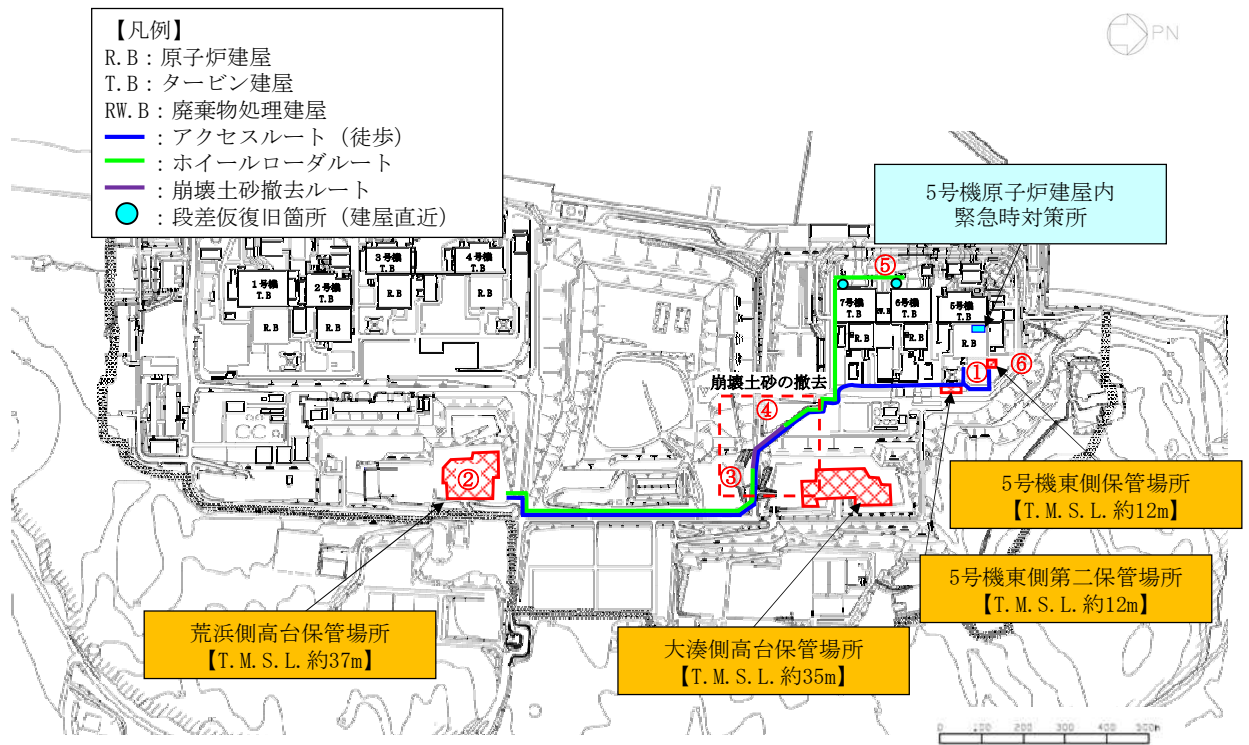 【凡例】
R.B：原子炉建屋
T.B：タービン建屋
RW.B：廃棄物処理建屋
：アクセスルート（徒歩）
：ホイールローダルート
：崩壊土砂撤去ルート
：段差仮復旧箇所（建屋直近）
PN
5号機原子炉建屋内
緊急時対策所
1号機
T.B
R.B
2号機
T.B
R.B
3号機
T.B
R.B
4号機
T.B
R.B
⑤
7号機
T.B
R.B
RW.B
6号機
T.B
R.B
5号機
T.B
R.B
①
⑥
崩壊土砂の撤去
④
③
②
5号機東側保管場所
【T.M.S.L.約12m】
5号機東側第二保管場所
【T.M.S.L.約12m】
荒浜側高台保管場所
【T.M.S.L.約37m】
大湊側高台保管場所
【T.M.S.L.約35m】
0 100 200 300 400 500m